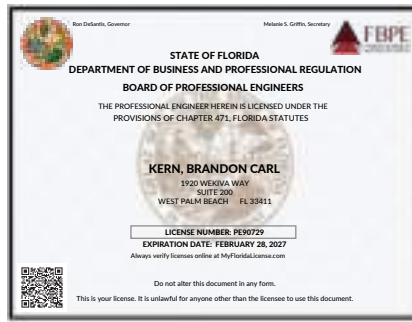 Ron DeSantis, Governor
Melanie S. Griffin, Secretary
FBPE
STATE OF FLORIDA
DEPARTMENT OF BUSINESS AND PROFESSIONAL REGULATION
BOARD OF PROFESSIONAL ENGINEERS
THE PROFESSIONAL ENGINEER HEREIN IS LICENSED UNDER THE
PROVISIONS OF CHAPTER 471, FLORIDA STATUTES
KERN, BRANDON CARL
1920 WEKIVA WAY
SUITE 200
WEST PALM BEACH FL 33411
LICENSE NUMBER: PE90729
EXPIRATION DATE: FEBRUARY 28, 2027
Always verify licenses online at MyFloridaLicense.com
Do not alter this document in any form.
This is your license. It is unlawful for anyone other than the licensee to use this document.